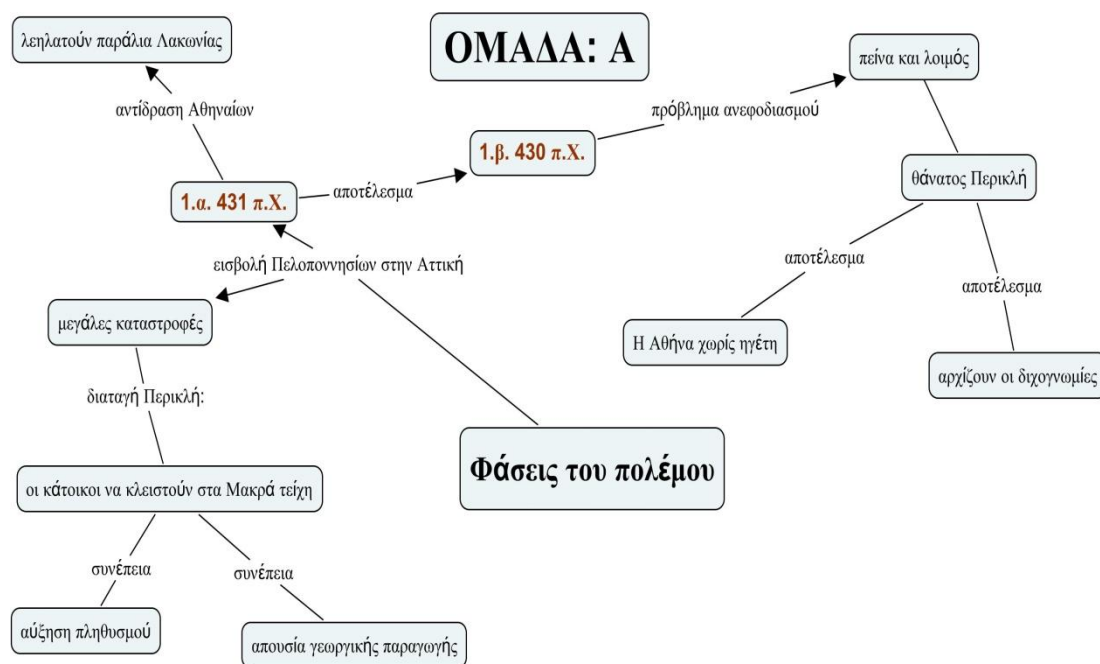 λεηλατούν παράλια Λακωνίας
ΟΜΑΔΑ: Α
πείνα και λοιμός
αντίδραση Αθηναίων
πρόβλημα ανεφοδιασμού
1.β. 430 π.Χ.
1.α. 431 π.Χ.
αποτέλεσμα
θάνατος Περικλή
εισβολή Πελοποννησίων στην Αττική
αποτέλεσμα
αποτέλεσμα
μεγάλες καταστροφές
Η Αθήνα χωρίς ηγέτη
αρχίζουν οι διχογνωμίες
διαταγή Περικλή:
Φάσεις του πολέμου
οι κάτοικοι να κλειστούν στα Μακρά τείχη
συνέπεια
συνέπεια
αύξηση πληθυσμού
απουσία γεωργικής παραγωγής